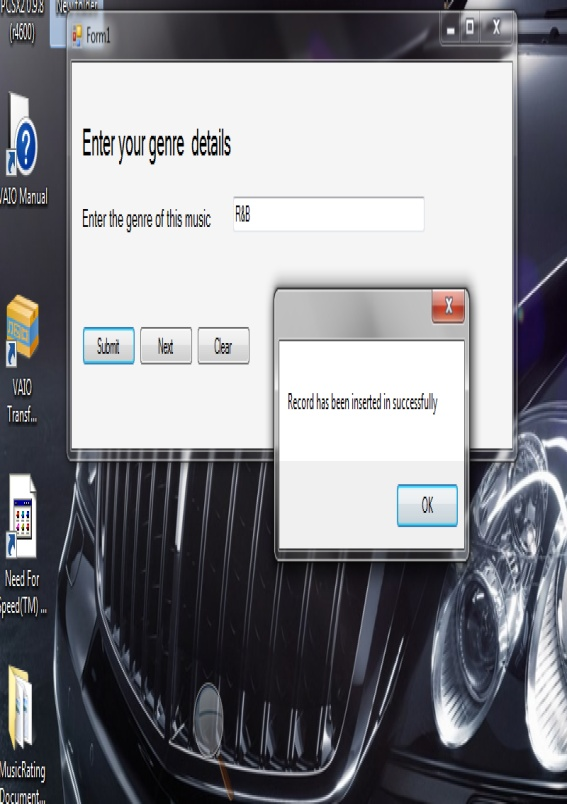 PCSX2 0.9.8
(r4600)
New folder
Form1
Enter your genre details
Enter the genre of this music
R&B
Submit
Next
Clear
Record has been inserted in successfully
OK
VAIO Manual
VAIO
Transf...
Need For
Speed(TM) ...
MusicRating
Document...